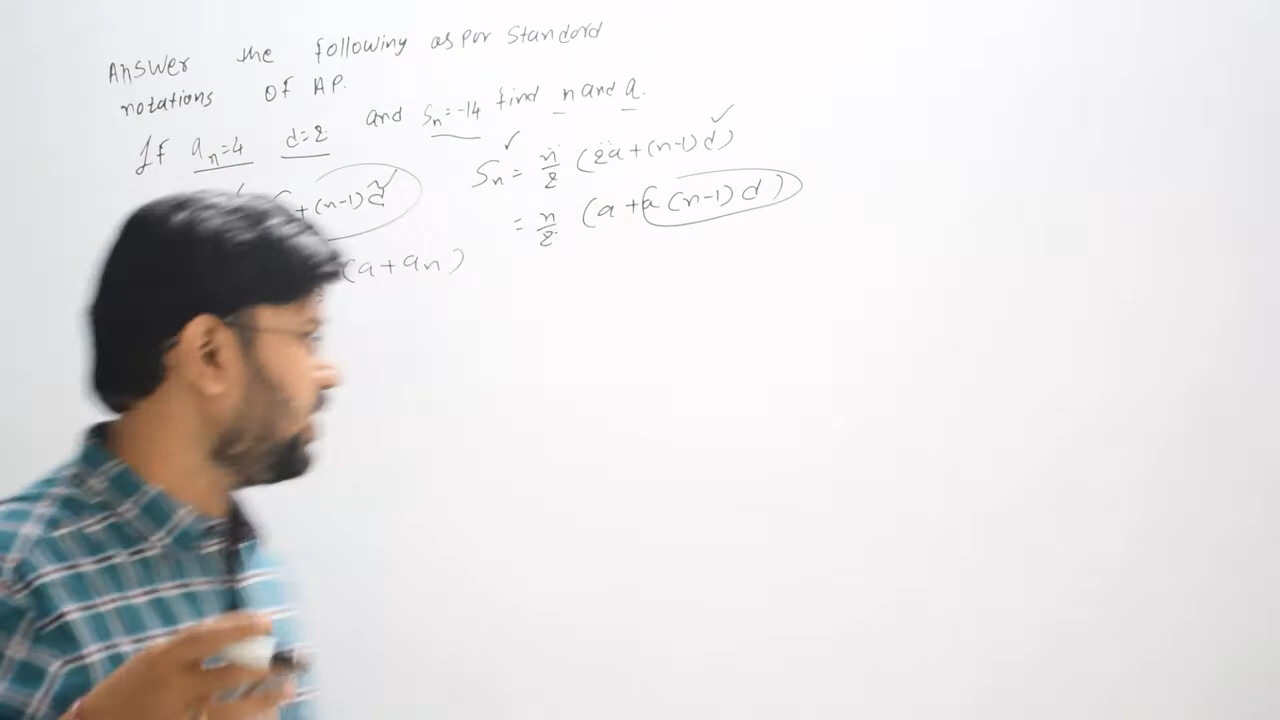 Answer the following as per standard
notations of AP.
If aₙ=4 d=2 and Sₙ=-14 find n and a.
+(n-1)d
Sₙ = n/2 (2a+(n-1)d)
= n/2 (a+a(n-1)d)
(a+aₙ)